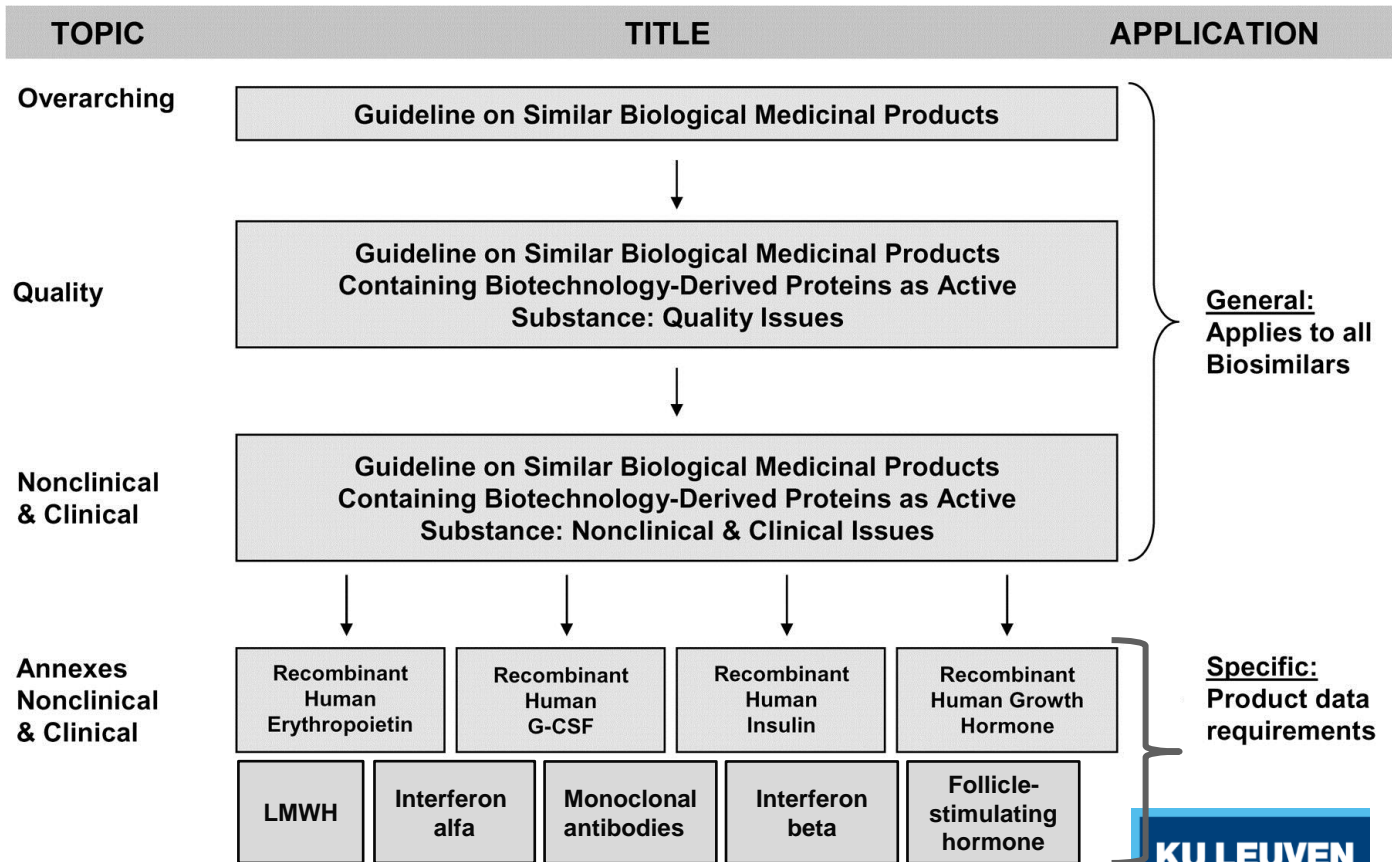 TOPIC TITLE APPLICATION
Overarching
Guideline on Similar Biological Medicinal Products
Quality
Guideline on Similar Biological Medicinal Products
Containing Biotechnology-Derived Proteins as Active
Substance: Quality Issues
General:
Applies to all
Biosimilars
Nonclinical
& Clinical
Guideline on Similar Biological Medicinal Products
Containing Biotechnology-Derived Proteins as Active
Substance: Nonclinical & Clinical Issues
Annexes
Nonclinical
& Clinical
Recombinant
Human
Erythropoietin
Recombinant
Human
G-CSF
Recombinant
Human
Insulin
Recombinant
Human Growth
Hormone
Specific:
Product data
requirements
LMWH
Interferon
alfa
Monoclonal
antibodies
Interferon
beta
Follicle-
stimulating
hormone
KU LEUVEN